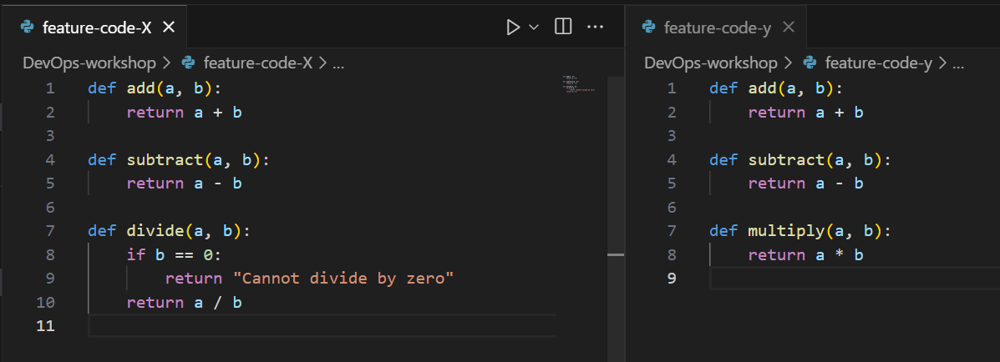 feature-code-X
DevOps-workshop > feature-code-X > ...
1 def add(a, b):
2     return a + b
3
4 def subtract(a, b):
5     return a - b
6
7 def divide(a, b):
8     if b == 0:
9         return "Cannot divide by zero"
10     return a / b
11
feature-code-y
DevOps-workshop > feature-code-y > ...
1 def add(a, b):
2     return a + b
3
4 def subtract(a, b):
5     return a - b
6
7 def multiply(a, b):
8     return a * b
9